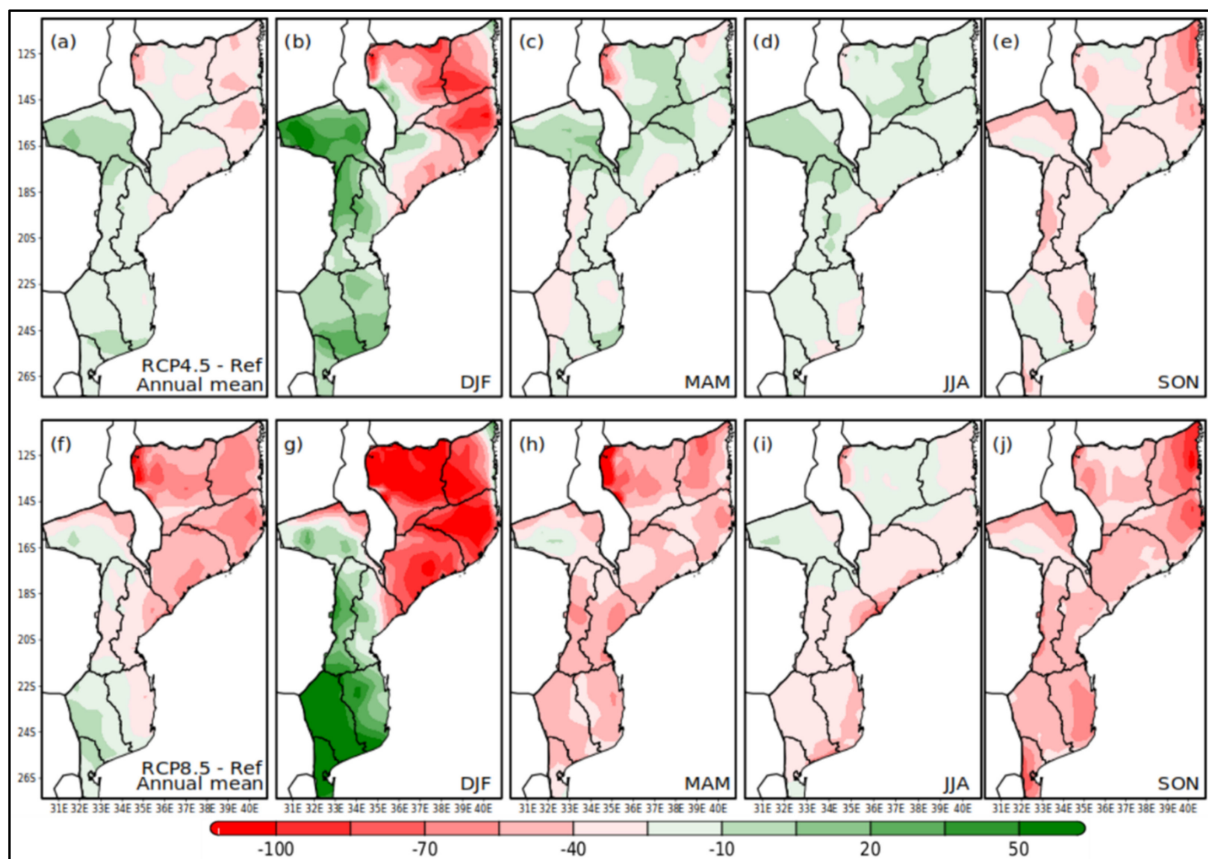 (a) (b) (c) (d) (e)
12S
14S
16S
18S
20S
22S
24S
26S
RCP4.5 - Ref
Annual mean DJF MAM JJA SON
(f) (g) (h) (i) (j)
12S
14S
16S
18S
20S
22S
24S
26S
RCP8.5 - Ref
Annual mean DJF MAM JJA SON
31E 32E 33E 34E 35E 36E 37E 38E 39E 40E 31E 32E 33E 34E 35E 36E 37E 38E 39E 40E 31E 32E 33E 34E 35E 36E 37E 38E 39E 40E 31E 32E 33E 34E 35E 36E 37E 38E 39E 40E 31E 32E 33E 34E 35E 36E 37E 38E 39E 40E
-100 -70 -40 -10 20 50